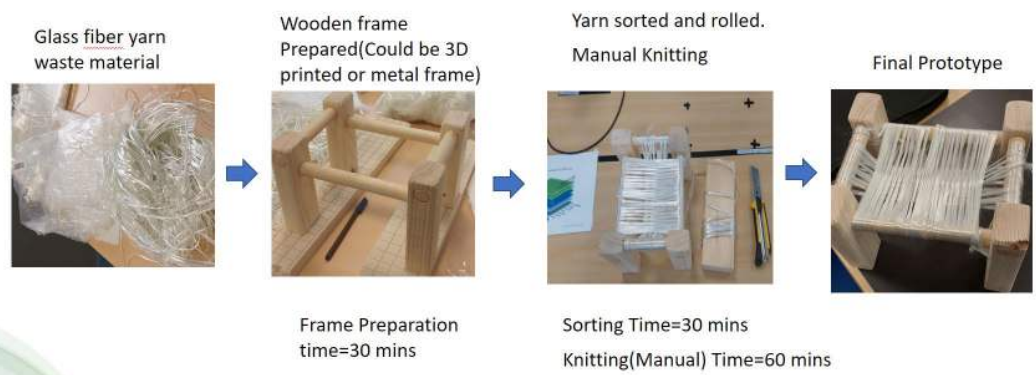 Glass fiber yarn
waste material
Wooden frame
Prepared(Could be 3D
printed or metal frame)
Yarn sorted and rolled.
Manual Knitting
Final Prototype
Frame Preparation
time=30 mins
Sorting Time=30 mins
Knitting(Manual) Time=60 mins